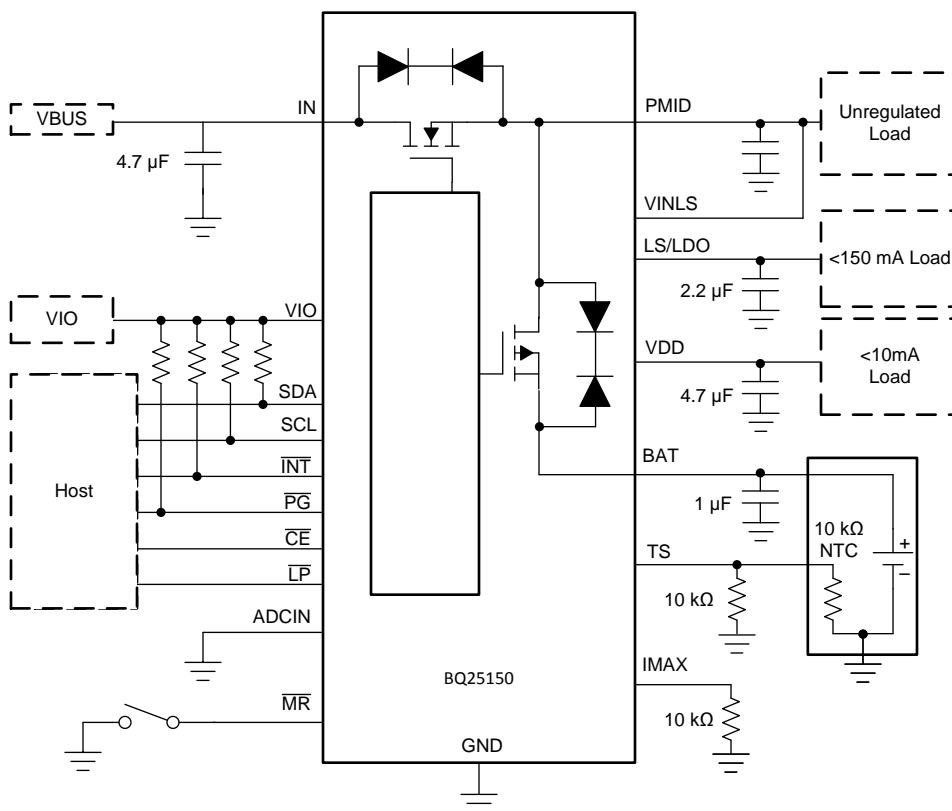 VBUS
IN
4.7 µF
VIO
VIO
Host
SDA
SCL
INT
PG
CE
LP
ADCIN
MR
BQ25150
GND
PMID
Unregulated
Load
VINLS
LS/LDO
<150 mA Load
2.2 µF
VDD
<10mA
Load
4.7 µF
BAT
1 µF
10 kΩ
NTC
+
–
TS
10 kΩ
IMAX
10 kΩ